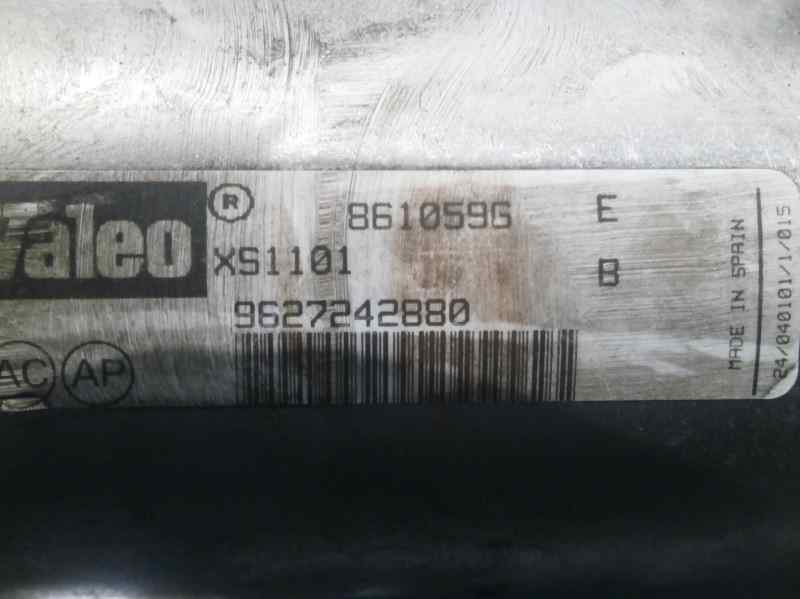 Valeo ® 861059G E
XS1101 B
9627242880
AC AP
MADE IN SPAIN
24/040101/1/015